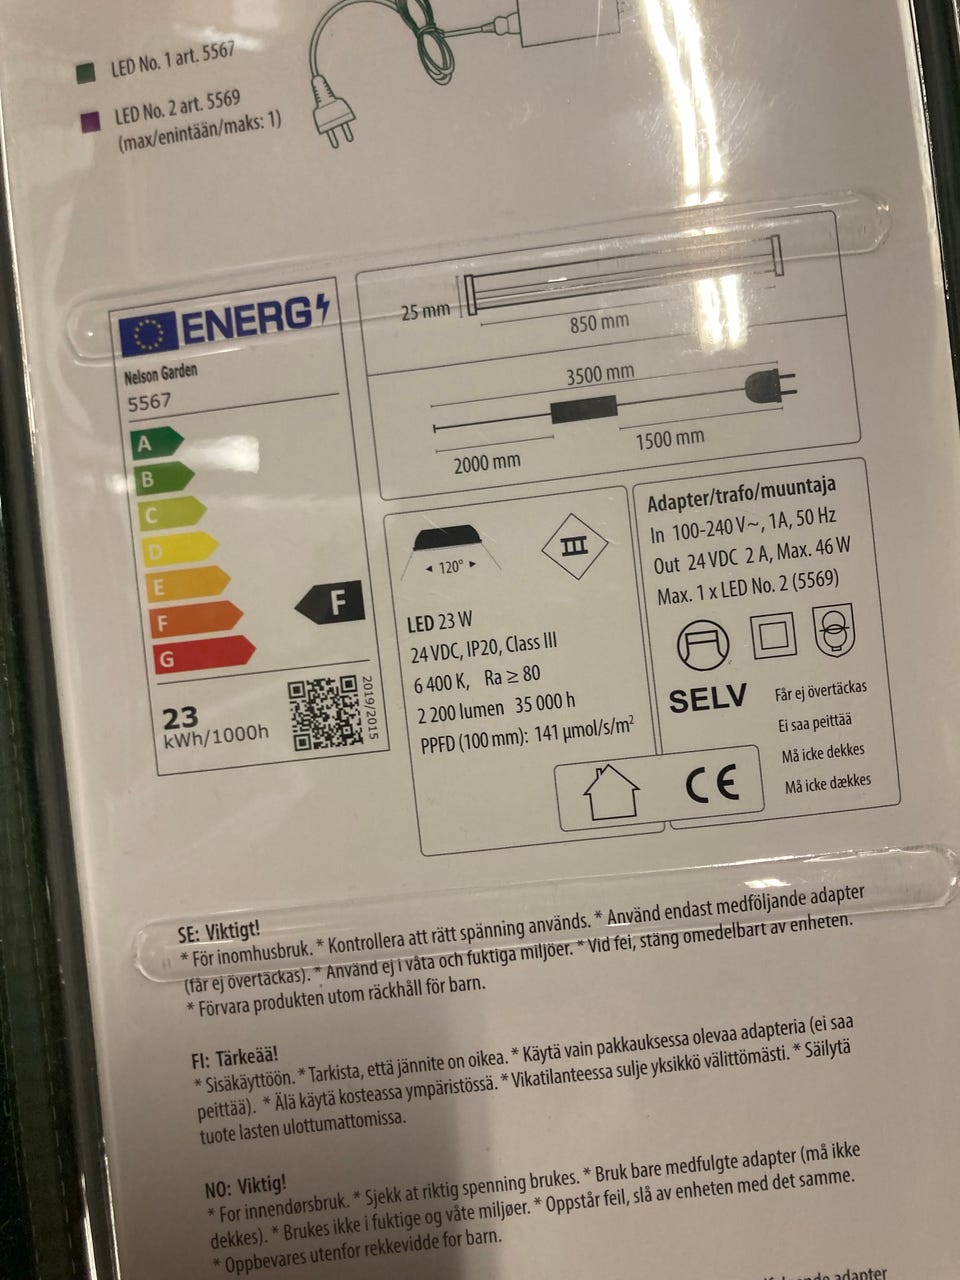 LED No. 1 art. 5567
LED No. 2 art. 5569
(max/enintään/maks: 1)
ENERG
Nelson Garden
5567
A
B
C
D
E
F
G
F
23
kWh/1000h
2019/2015
25 mm
850 mm
3500 mm
2000 mm
1500 mm
120°
III
LED 23 W
24 VDC, IP20, Class III
6 400 K, Ra ≥ 80
2 200 lumen 35 000 h
PPFD (100 mm): 141 μmol/s/m²
Adapter/trafo/muuntaja
In 100-240 V~, 1A, 50 Hz
Out 24 VDC 2 A, Max. 46 W
Max. 1 x LED No. 2 (5569)
SELV
Får ej övertäckas
Ei saa peittää
Må icke dekkes
Må icke dækkes
CE
SE: Viktigt!
* För inomhusbruk. * Kontrollera att rätt spänning används. * Använd endast medföljande adapter
(får ej övertäckas). * Använd ej i våta och fuktiga miljöer. * Vid fel, stäng omedelbart av enheten.
* Förvara produkten utom räckhåll för barn.
FI: Tärkeää!
* Sisäkäyttöön. * Tarkista, että jännite on oikea. * Käytä vain pakkauksessa olevaa adapteria (ei saa
peittää). * Älä käytä kosteassa ympäristössä. * Vikatilanteessa sulje yksikkö välittömästi. * Säilytä
tuote lasten ulottumattomissa.
NO: Viktig!
* For innendørsbruk. * Sjekk at riktig spenning brukes. * Bruk bare medfulgte adapter (må ikke
dekkes). * Brukes ikke i fuktige og våte miljøer. * Oppstår feil, slå av enheten med det samme.
* Oppbevares utenfor rekkevidde for barn.
adapter